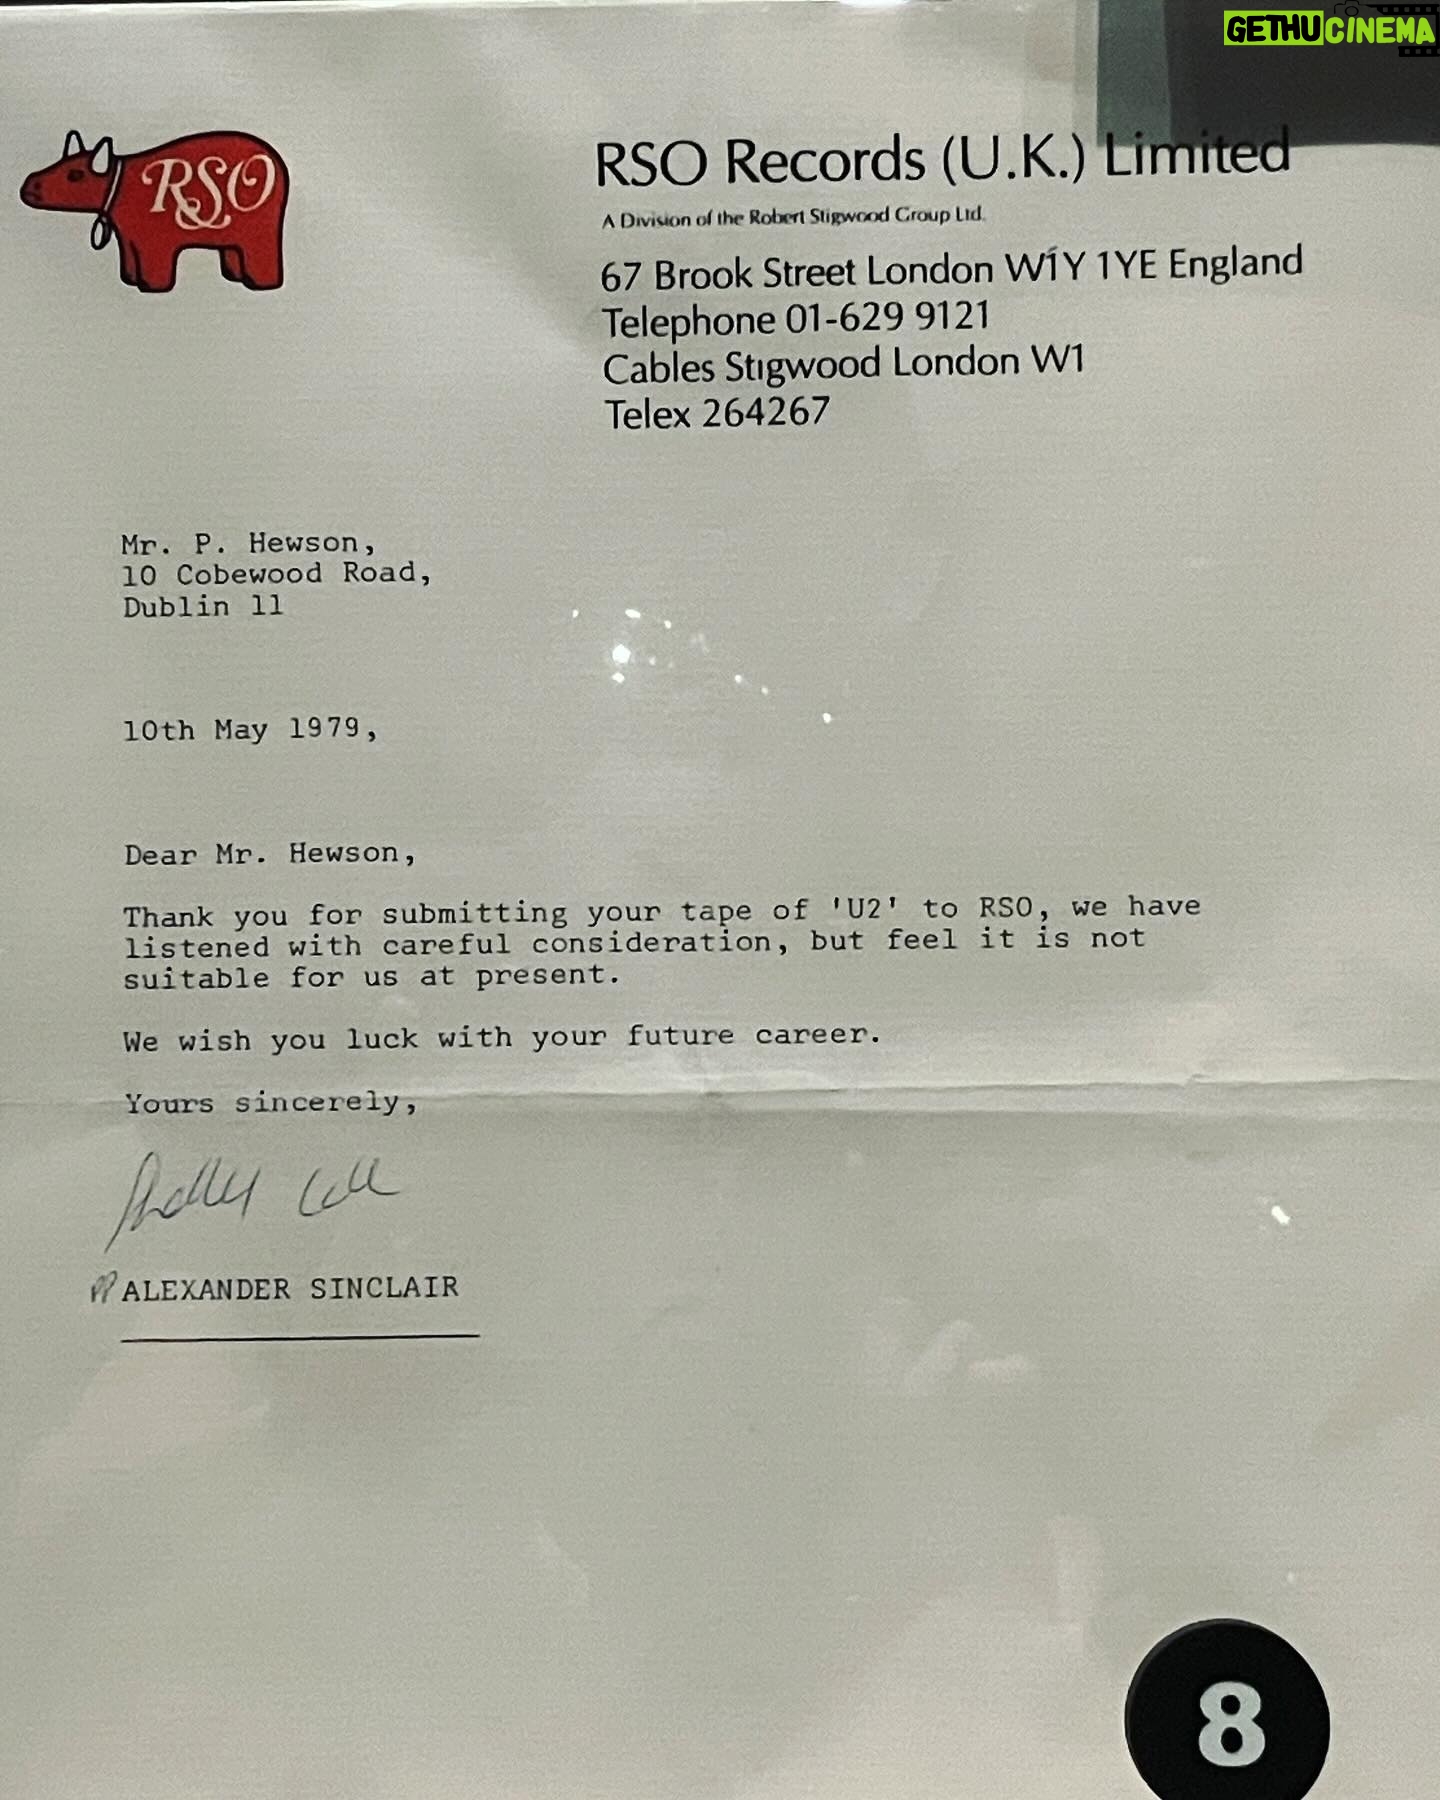 GETHUCINEMA
RSO
RSO Records (U.K.) Limited
A Division of the Robert Stigwood Group Ltd.
67 Brook Street London W1Y 1YE England
Telephone 01-629 9121
Cables Stigwood London W1
Telex 264267
Mr. P. Hewson,
10 Cobewood Road,
Dublin 11
10th May 1979,
Dear Mr. Hewson,
Thank you for submitting your tape of 'U2' to RSO, we have
listened with careful consideration, but feel it is not
suitable for us at present.
We wish you luck with your future career.
Yours sincerely,
PP ALEXANDER SINCLAIR
8